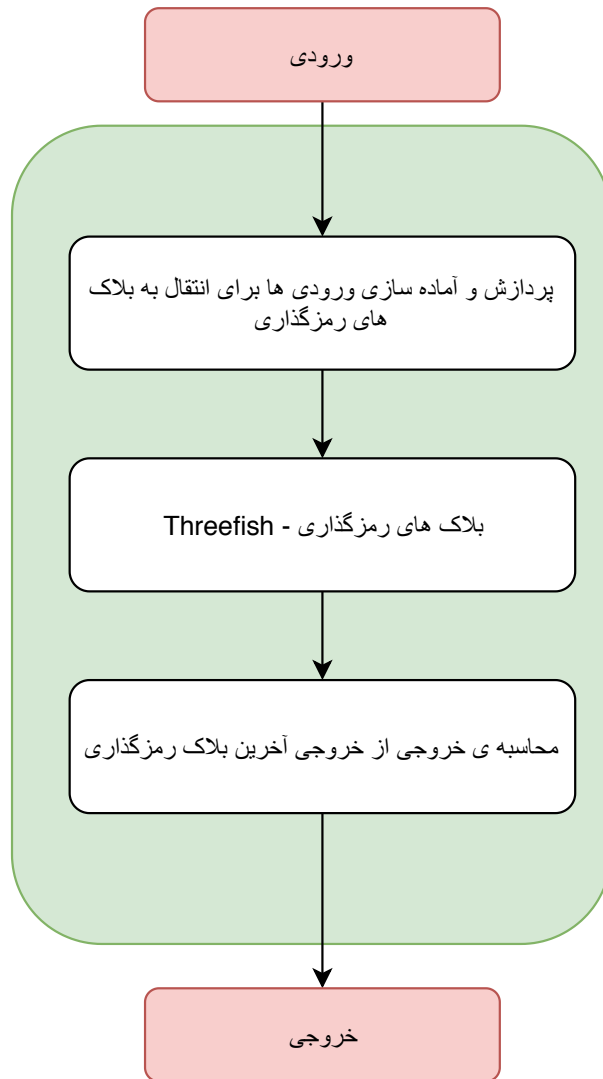 ورودی
پردازش و آماده سازی ورودی ها برای انتقال به بلاک
های رمزگذاری
بلاک های رمزگذاری - Threefish
محاسبه ی خروجی از خروجی آخرین بلاک رمزگذاری
خروجی